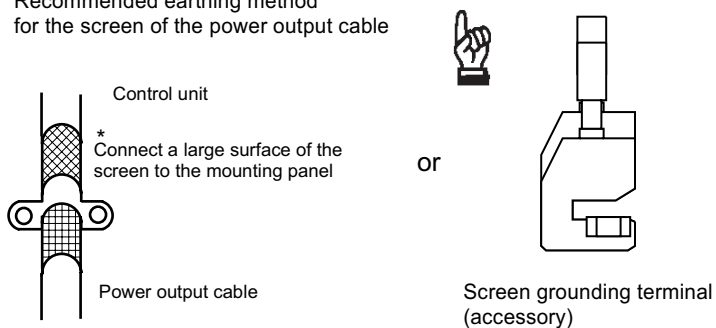 Recommended earthing method
for the screen of the power output cable
Control unit
*
Connect a large surface of the
screen to the mounting panel
or
Power output cable
Screen grounding terminal
(accessory)